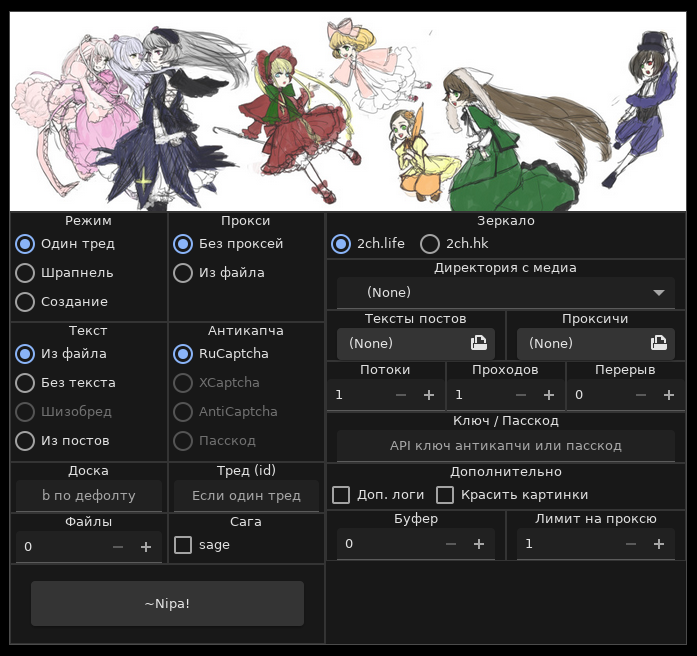 Режим
Один тред
Шрапнель
Создание
Прокси
Без проксей
Из файла
Зеркало
2ch.life
2ch.hk
Директория с медиа
(None)
Тексты постов
(None)
Проксичи
(None)
Текст
Из файла
Без текста
Шизобред
Из постов
Антикапча
RuCaptcha
XCaptcha
AntiCaptcha
Пасскод
Потоки
1
Проходов
1
Перерыв
0
Ключ / Пасскод
API ключ антикапчи или пасскод
Доска
b по дефолту
Тред (id)
Если один тред
Дополнительно
Доп. логи
Красить картинки
Файлы
0
Сага
sage
Буфер
0
Лимит на проксю
1
~Nipa!